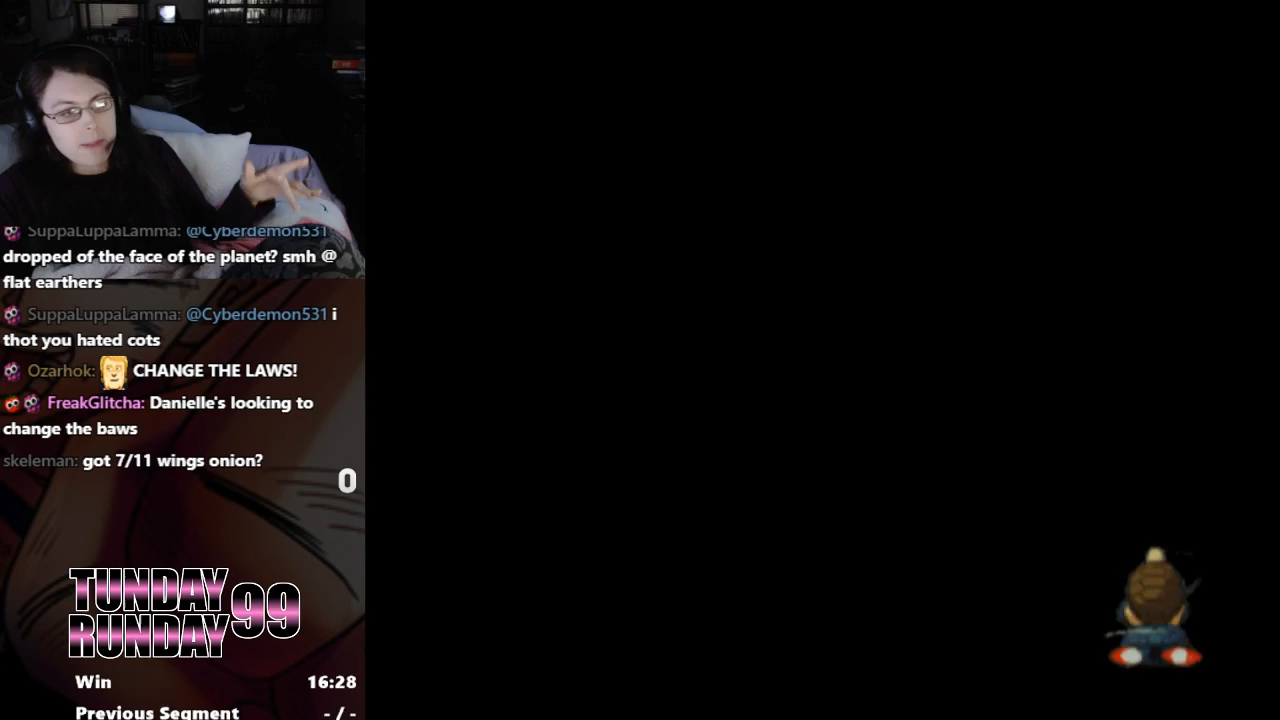 SuppaLuppaLamma: @Cyberdemon531
dropped of the face of the planet? smh @
flat earthers
SuppaLuppaLamma: @Cyberdemon531 i
thot you hated cots
Ozarhok: CHANGE THE LAWS!
FreakGlitcha: Danielle's looking to
change the baws
skeleman: got 7/11 wings onion?
0
TUNDAY
RUNDAY 99
Win 16:28
Previous Segment - / -